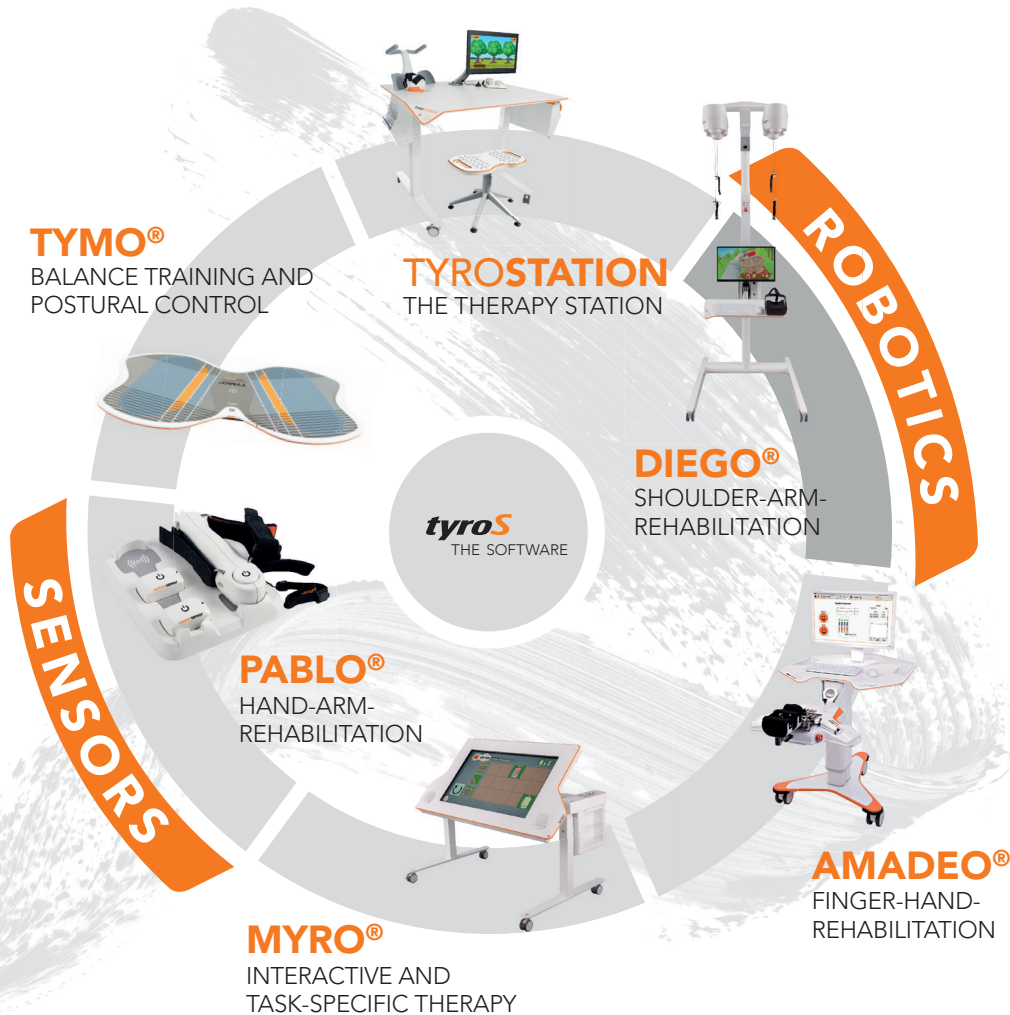 TYMO®
BALANCE TRAINING AND
POSTURAL CONTROL
TYROSTATION
THE THERAPY STATION
ROBOTICS
DIEGO®
SHOULDER-ARM-
REHABILITATION
tyroS
THE SOFTWARE
SENSORS
PABLO®
HAND-ARM-
REHABILITATION
AMADEO®
FINGER-HAND-
REHABILITATION
MYRO®
INTERACTIVE AND
TASK-SPECIFIC THERAPY
TYMO